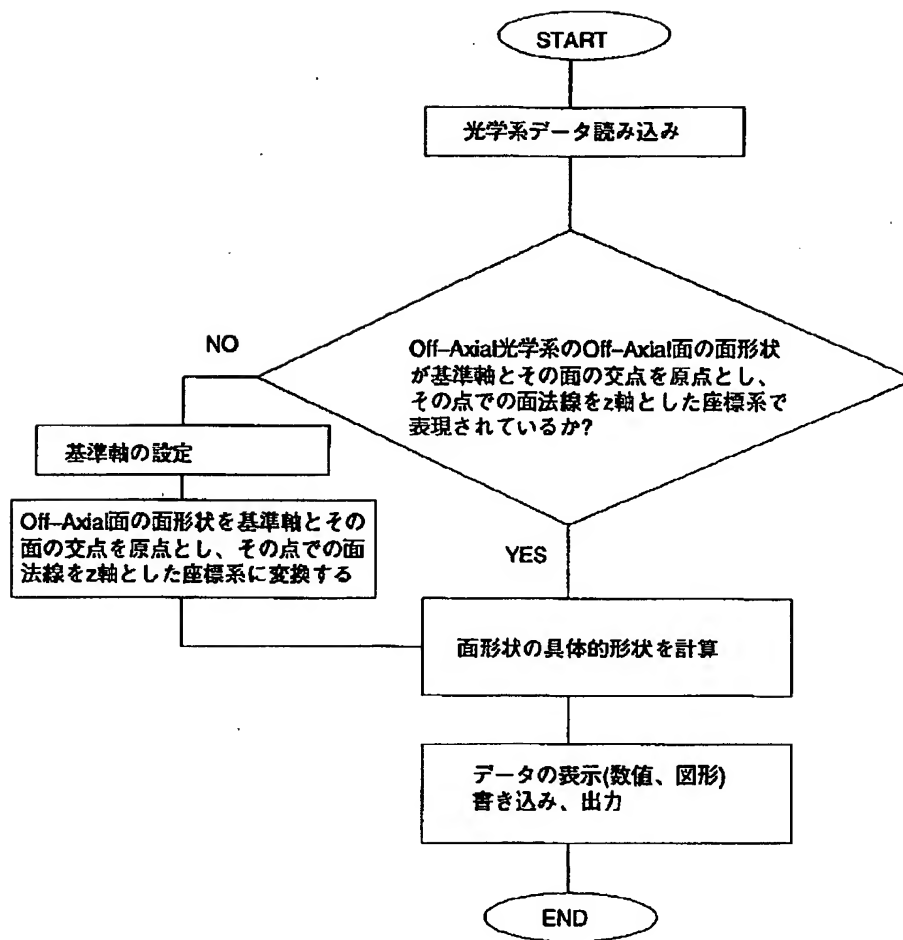 START
光学系データ読み込み
Off-Axial光学系のOff-Axial面の面形状
が基準軸とその面の交点を原点とし、
その点での面法線をz軸とした座標系で
表現されているか?
NO
基準軸の設定
Off-Axial面の面形状を基準軸とその
面の交点を原点とし、その点での面
法線をz軸とした座標系に変換する
YES
面形状の具体的形状を計算
データの表示(数値、図形)
書き込み、出力
END